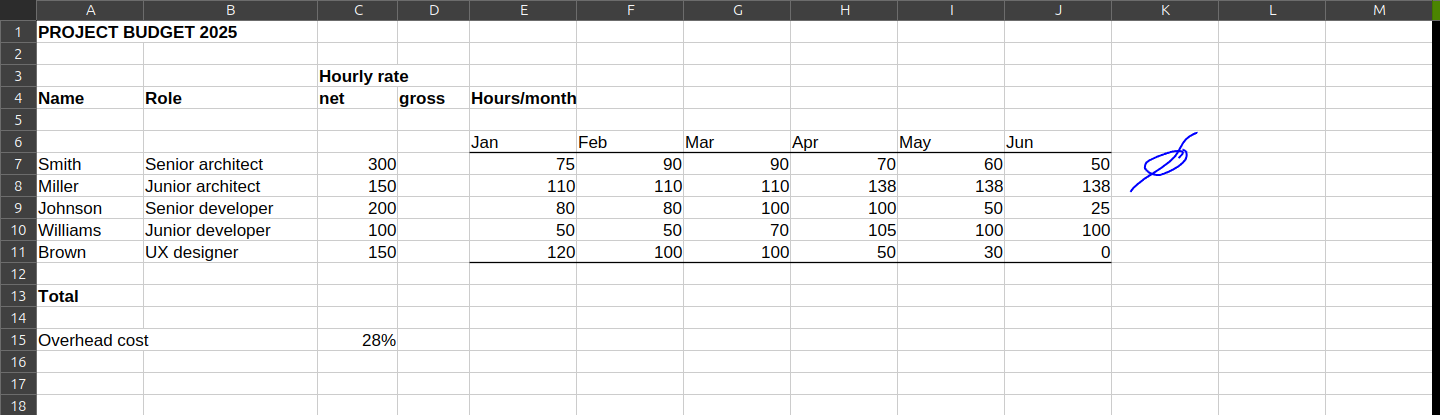 A B C D E F G H I J K L M
1 PROJECT BUDGET 2025
2
3 Hourly rate
4 Name Role net gross Hours/month
5
6 Jan Feb Mar Apr May Jun
7 Smith Senior architect 300 75 90 90 70 60 50
8 Miller Junior architect 150 110 110 110 138 138 138
9 Johnson Senior developer 200 80 80 100 100 50 25
10 Williams Junior developer 100 50 50 70 105 100 100
11 Brown UX designer 150 120 100 100 50 30 0
12
13 Total
14
15 Overhead cost 28%
16
17
18